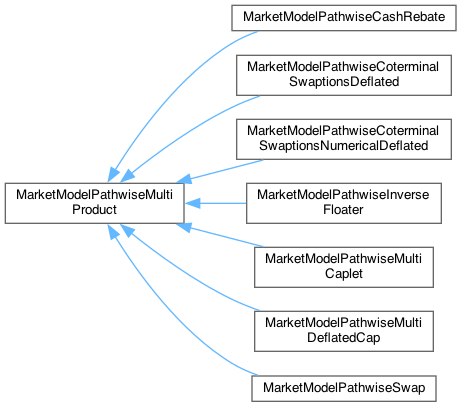 MarketModelPathwiseCashRebate
MarketModelPathwiseCoterminal
SwaptionsDeflated
MarketModelPathwiseCoterminal
SwaptionsNumericalDeflated
MarketModelPathwiseMulti
Product
MarketModelPathwiseInverse
Floater
MarketModelPathwiseMulti
Caplet
MarketModelPathwiseMulti
DeflatedCap
MarketModelPathwiseSwap